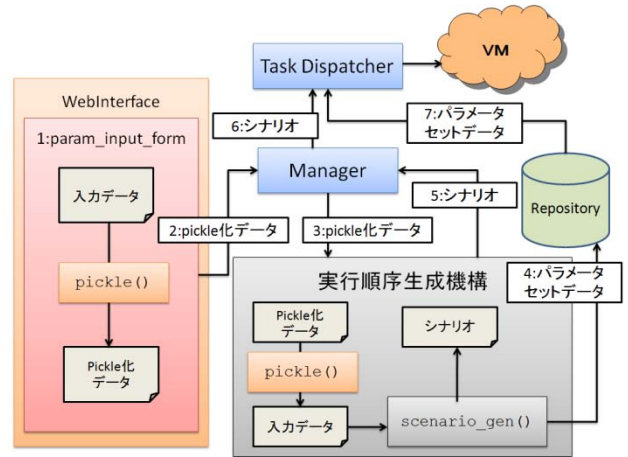 VM
Task Dispatcher
WebInterface
1:param_input_form
6:シナリオ
7:パラメータ
セットデータ
入力データ
Manager
5:シナリオ
Repository
2:pickle化データ
3:pickle化データ
pickle()
実行順序生成機構
4:パラメータ
セットデータ
Pickle化
データ
シナリオ
Pickle化
データ
pickle()
入力データ
scenario_gen()